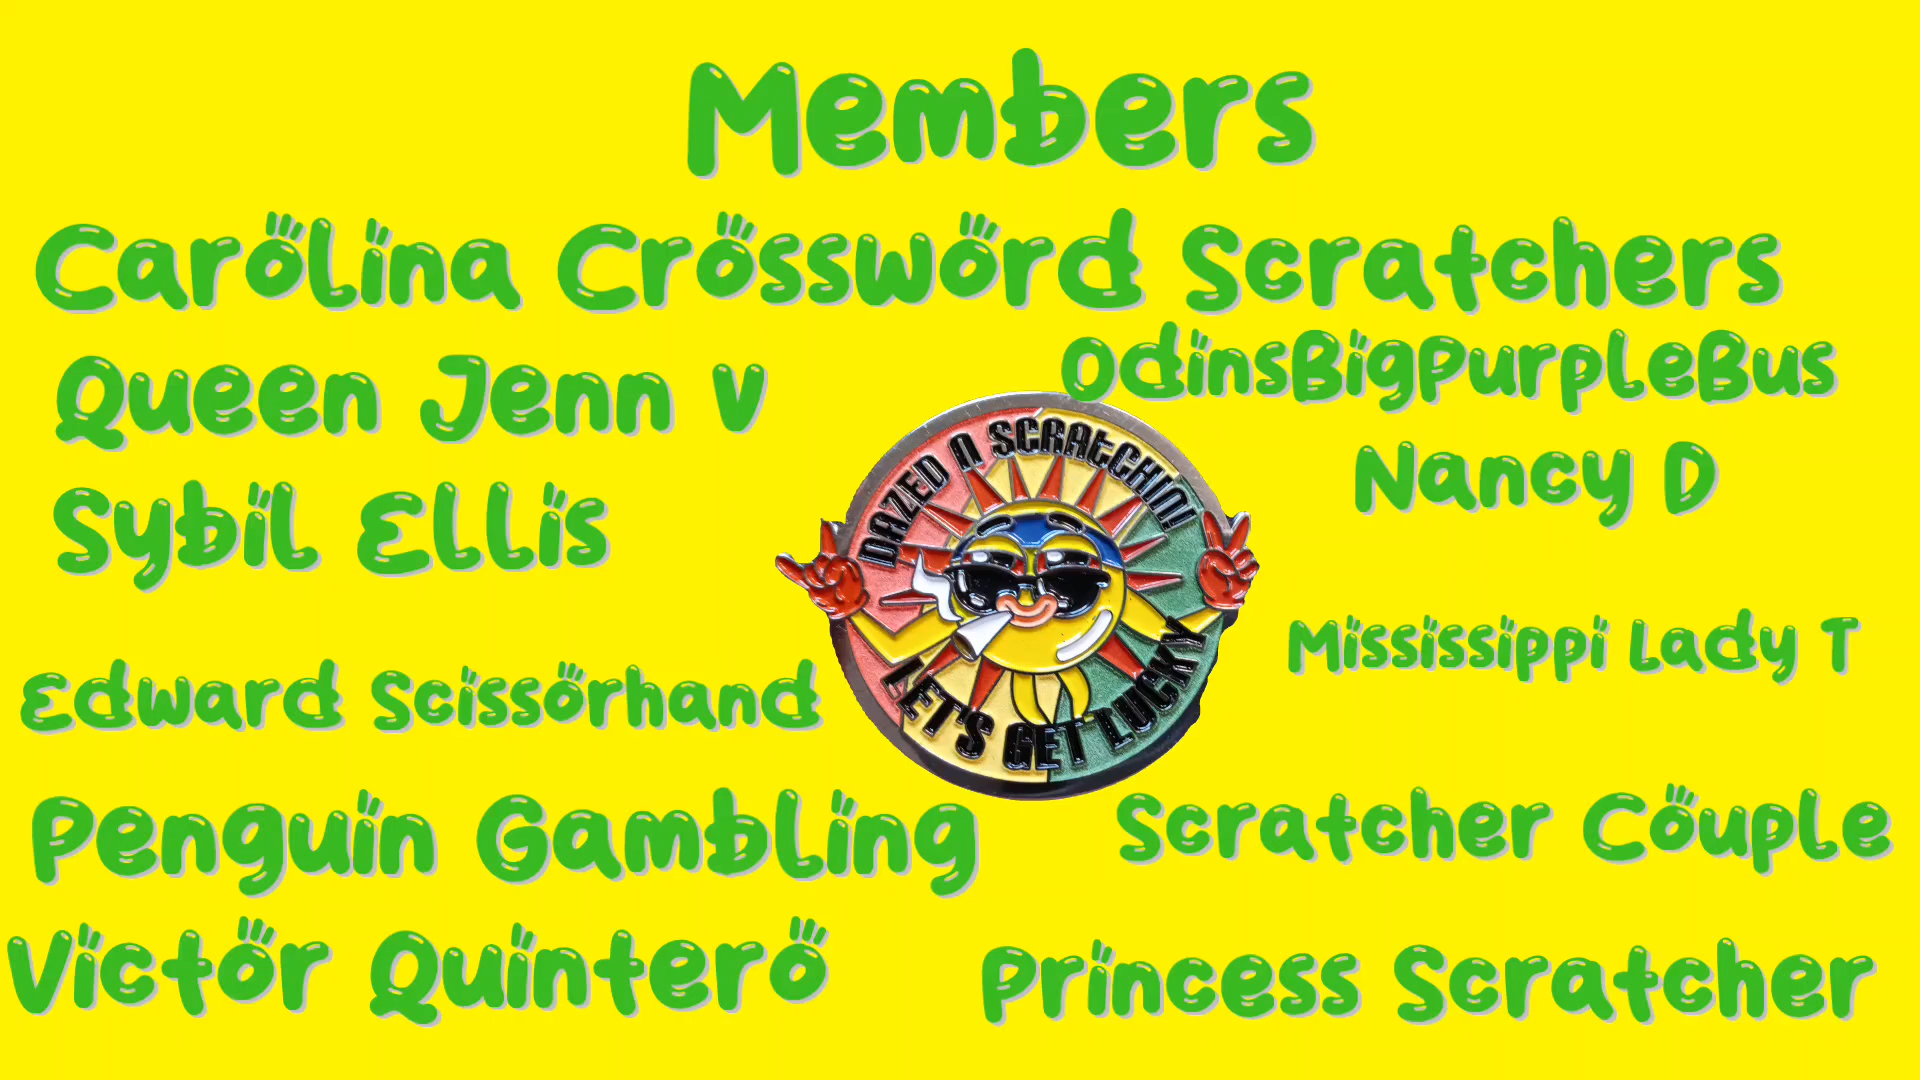 Members
Carolina Crossword Scratchers
Queen Jenn V
OdinsBigPurpleBus
Nancy D
Sybil Ellis
DAZED N SCRATCHIN!
LET'S GET LUCKY
Edward Scissorhand
Mississippi Lady T
Penguin Gambling
Scratcher Couple
Victor Quintero
Princess Scratcher